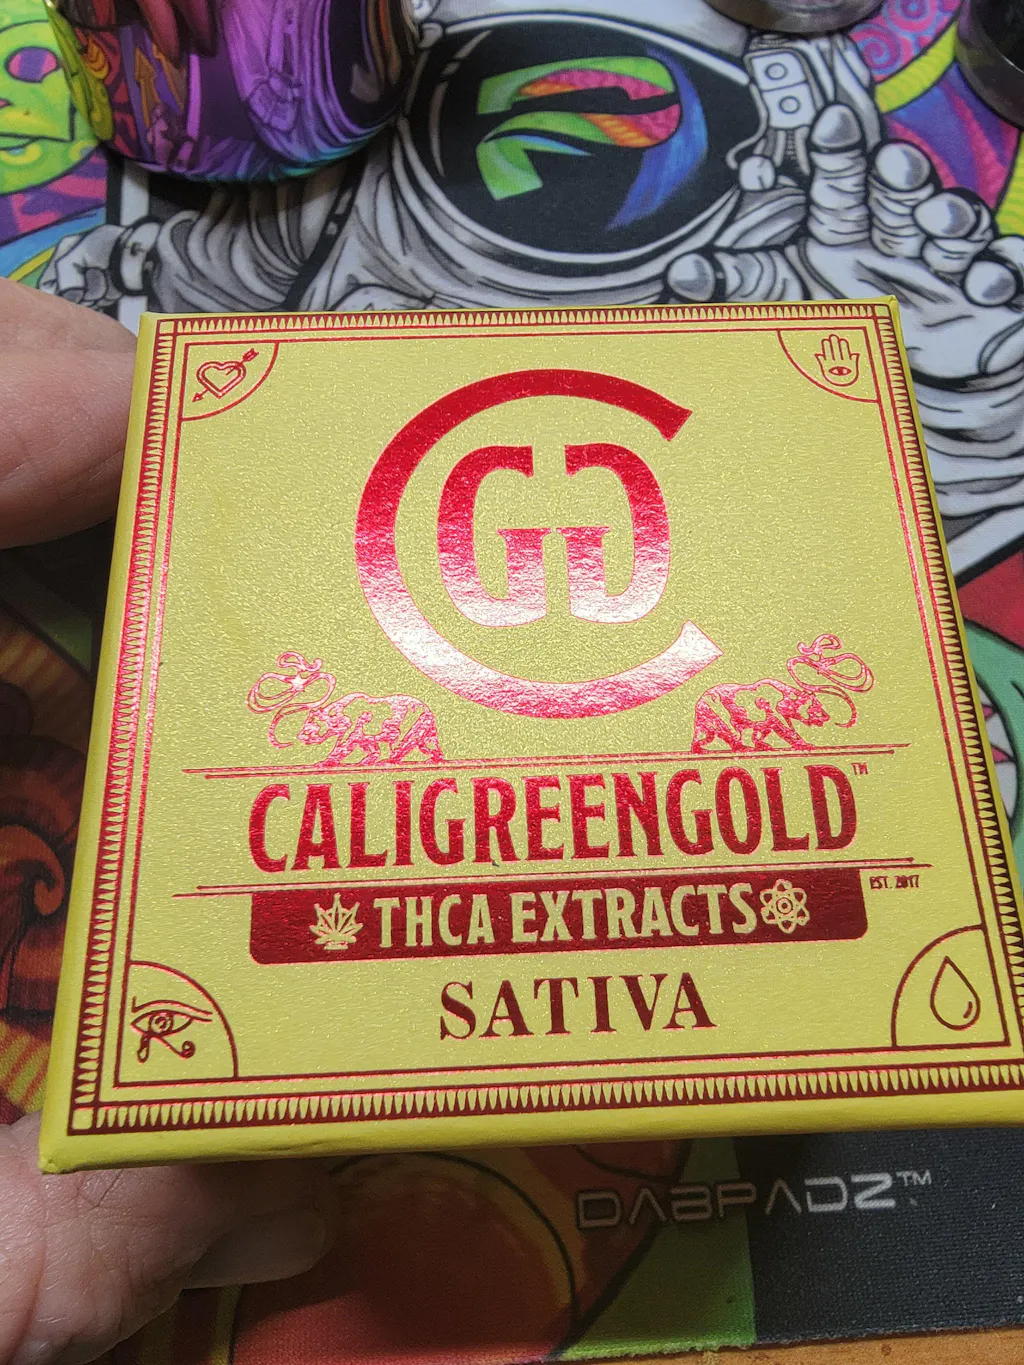 CGG
CALIGREENGOLD™
EST. 2017
THCA EXTRACTS
SATIVA
DABPADZ™